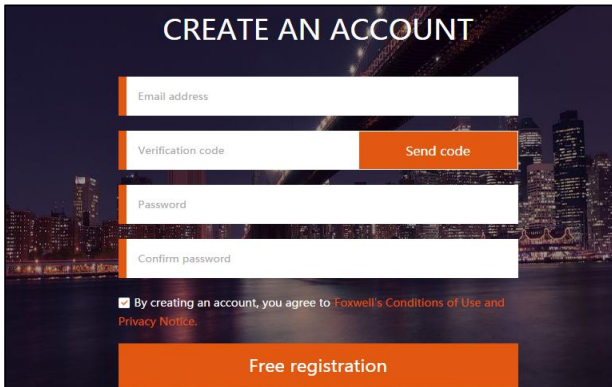 CREATE AN ACCOUNT
Email address
Verification code
Send code
Password
Confirm password
By creating an account, you agree to Foxwell's Conditions of Use and
Privacy Notice.
Free registration